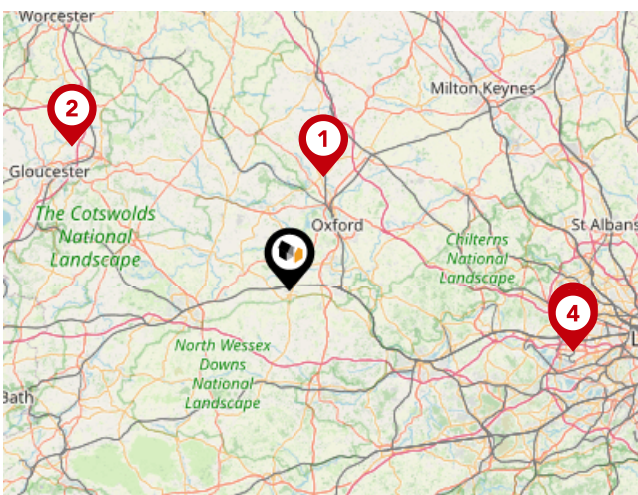 Worcester
2
Milton Keynes
1
Gloucester
The Cotswolds
National
Landscape
Oxford
St Albans
Chilterns
National
Landscape
4
L
North Wessex
Downs
National
Landscape
Bath